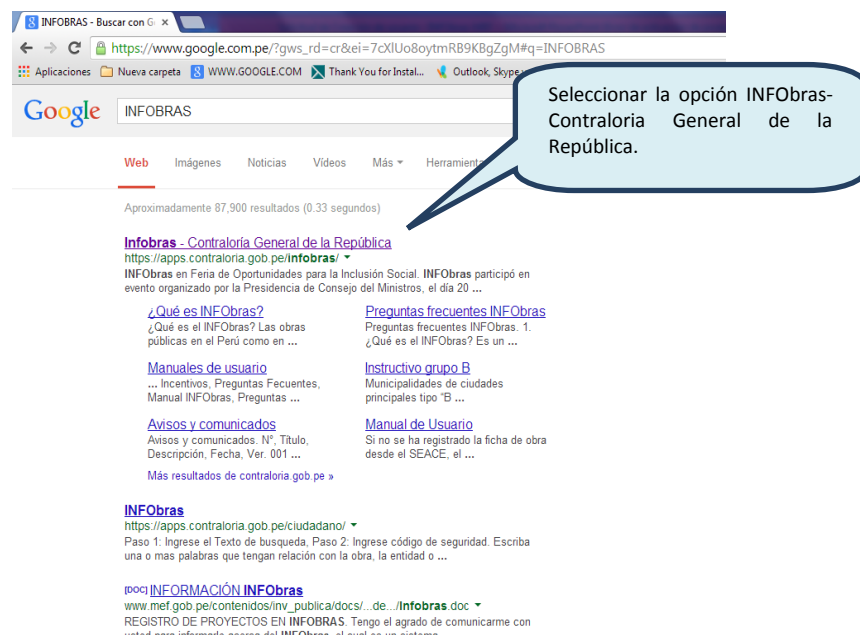 INFOBRAS - Buscar con G
https://www.google.com.pe/?gws_rd=cr&ei=7cXlUo8oytmRB9KBgZgM#q=INFOBRAS
Aplicaciones Nueva carpeta WWW.GOOGLE.COM Thank You for Instal... Outlook, Skype
Seleccionar la opción INFObras-
Contraloria General de la
República.
Google INFOBRAS
Web Imágenes Noticias Vídeos Más Herramienta
Aproximadamente 87,900 resultados (0.33 segundos)
Infobras - Contraloría General de la República
https://apps.contraloria.gob.pe/infobras/
INFObras en Feria de Oportunidades para la Inclusión Social. INFObras participó en
evento organizado por la Presidencia de Consejo del Ministros, el día 20 ...
¿Qué es INFObras?
¿Qué es el INFObras? Las obras
públicas en el Perú como en ...
Preguntas frecuentes INFObras
Preguntas frecuentes INFObras. 1.
¿Qué es el INFObras? Es un ...
Manuales de usuario
... Incentivos, Preguntas Fecuentes,
Manual INFObras, Preguntas ...
Instructivo grupo B
Municipalidades de ciudades
principales tipo "B ...
Avisos y comunicados
Avisos y comunicados. N°, Título,
Descripción, Fecha, Ver. 001 ...
Manual de Usuario
Si no se ha registrado la ficha de obra
desde el SEACE, el ...
Más resultados de contraloria.gob.pe »
INFObras
https://apps.contraloria.gob.pe/ciudadano/
Paso 1: Ingrese el Texto de busqueda, Paso 2: Ingrese código de seguridad. Escriba
una o mas palabras que tengan relación con la obra, la entidad o ...
[DOC] INFORMACIÓN INFObras
www.mef.gob.pe/contenidos/inv_publica/docs/...de.../Infobras.doc
REGISTRO DE PROYECTOS EN INFOBRAS. Tengo el agrado de comunicarme con
usted para informarle acerca del INFObras, el cual es un sistema